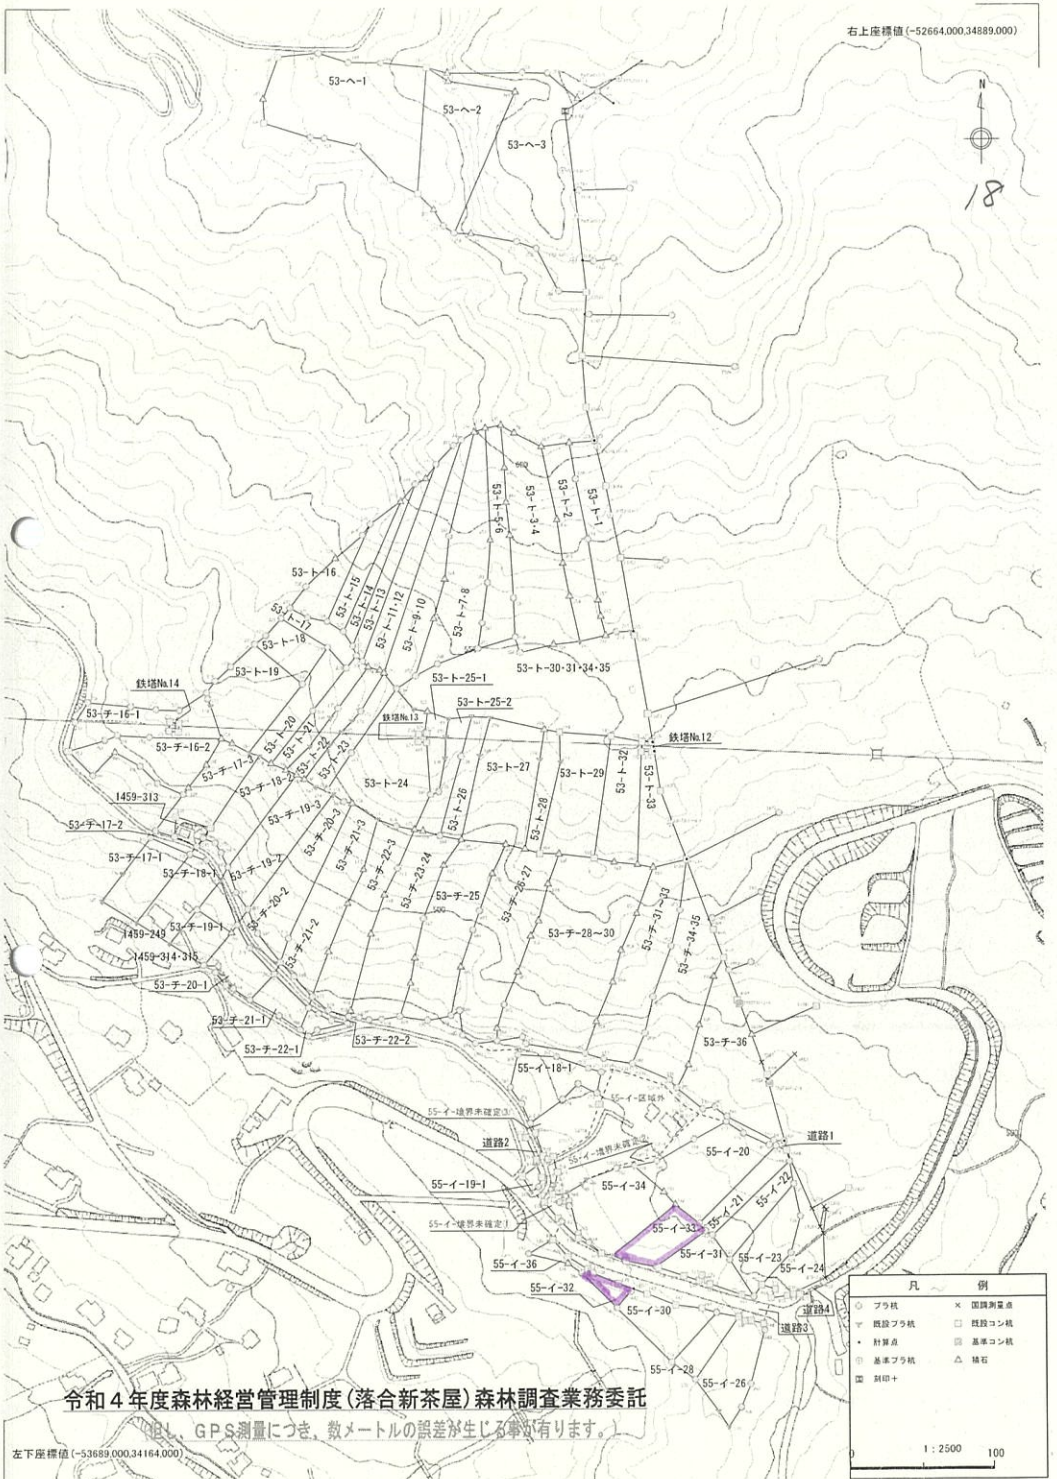 右上座標値(-52664.000,34889.000)
N
18
53-ヘ-1
53-ヘ-2
53-ヘ-3
53-ト-1
53-ト-2
53-ト-3・4
53-ト-5・6
53-ト-7・8
53-ト-9・10
53-ト-11・12
53-ト-13
53-ト-14
53-ト-15
53-ト-16
53-ト-17
53-ト-18
53-ト-19
53-ト-30・31・34・35
53-ト-25-1
53-ト-25-2
鉄塔No.14
鉄塔No.13
鉄塔No.12
53-チ-16-1
53-チ-16-2
53-チ-17-3
53-ト-20
53-ト-21
53-ト-22
53-ト-23
53-ト-24
53-ト-26
53-ト-27
53-ト-28
53-ト-29
53-ト-32
53-ト-33
1459-313
53-チ-17-2
53-チ-17-1
53-チ-18-1
53-チ-18-2
53-チ-19-3
53-チ-19-2
53-チ-20-3
53-チ-20-2
53-チ-21-3
53-チ-21-2
53-チ-22-3
53-チ-23・24
53-チ-25
500
53-チ-26・27
53-チ-28～30
53-チ-31～33
53-チ-34・35
53-チ-36
1459-249
53-チ-19-1
1459-314・315
53-チ-20-1
53-チ-21-1
53-チ-22-1
53-チ-22-2
55-イ-18-1
55-イ-区域外
55-イ-境界未確定3
道路2
道路1
55-イ-20
55-イ-19-1
55-イ-34
55-イ-21
55-イ-22
55-イ-境界未確定1
55-イ-33
55-イ-31
55-イ-23
55-イ-24
55-イ-36
55-イ-32
55-イ-30
道路4
道路3
55-イ-28
55-イ-26
凡 例
プラ杭
× 国調測量点
既設プラ杭
既設コン杭
計算点
基準コン杭
基準プラ杭
積石
刻印+
1:2500
0 100
令和4年度森林経営管理制度(落合新茶屋)森林調査業務委託
(但し、GPS測量につき、数メートルの誤差が生じる事が有ります。)
左下座標値(-53689.000,34164.000)